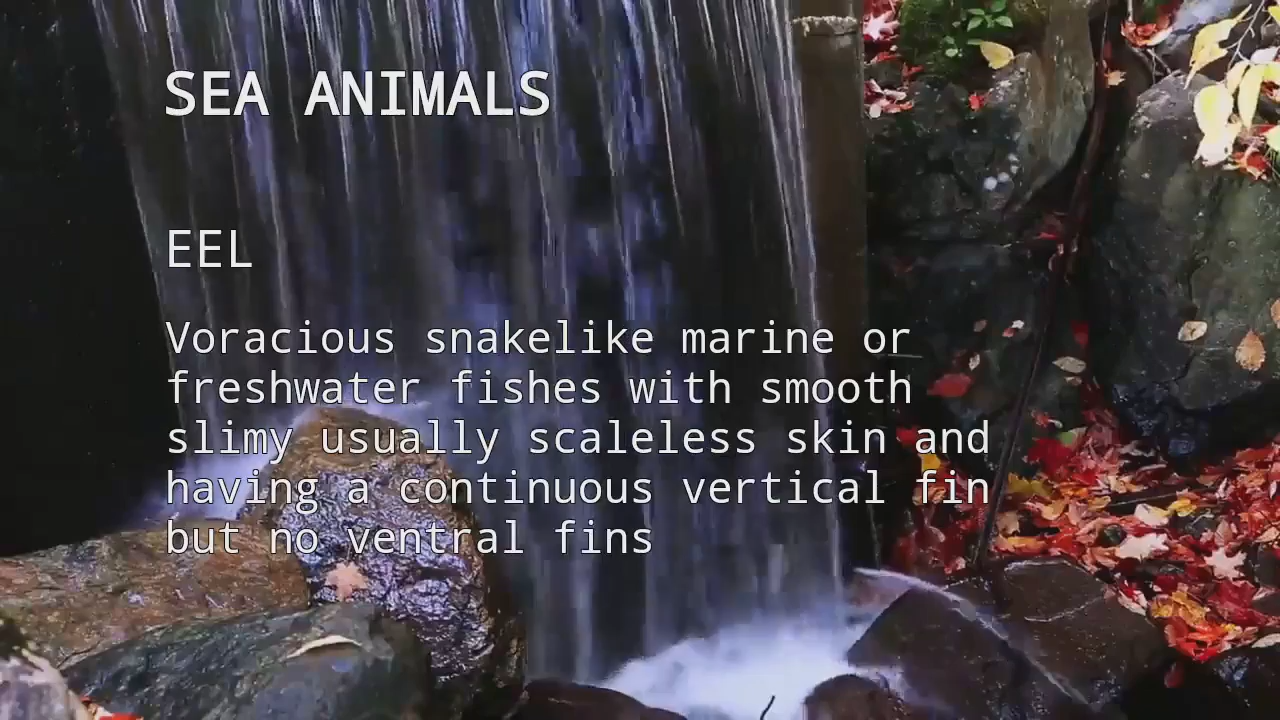 SEA ANIMALS
EEL
Voracious snakelike marine or
freshwater fishes with smooth
slimy usually scaleless skin and
having a continuous vertical fin
but no ventral fins